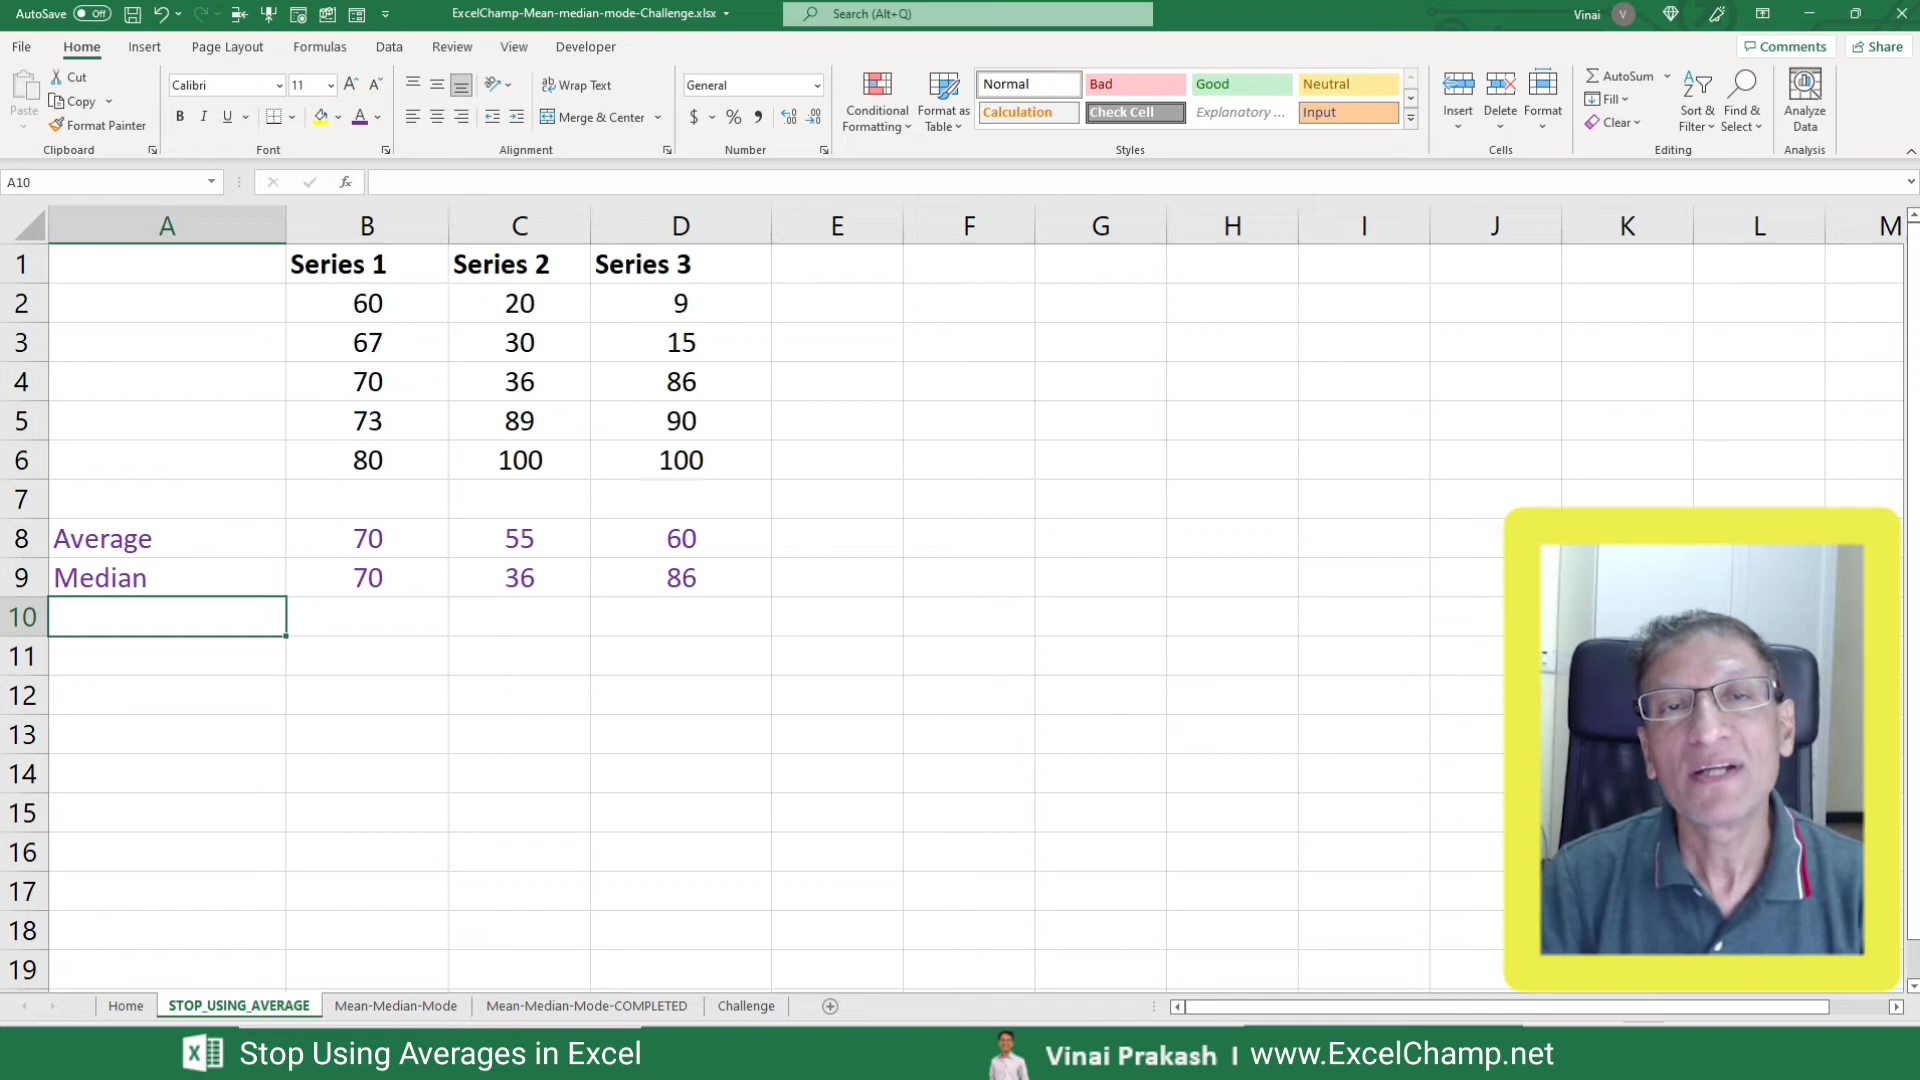 AutoSave Off ExcelChamp-Mean-median-mode-Challenge.xlsx Search (Alt+Q) Vinai V
File Home Insert Page Layout Formulas Data Review View Developer Comments Share
Paste Cut Copy Format Painter
Calibri 11
B I U A
Wrap Text
Merge & Center
General
$ % ,
Conditional Formatting
Format as Table
Normal Bad Good Neutral
Calculation Check Cell Explanatory ... Input
Insert Delete Format
AutoSum
Fill
Clear
Sort & Filter
Find & Select
Analyze Data
Clipboard Font Alignment Number Styles Cells Editing Analysis
A10 fx
A B C D E F G H I J K L M
1 Series 1 Series 2 Series 3
2 60 20 9
3 67 30 15
4 70 36 86
5 73 89 90
6 80 100 100
7
8 Average 70 55 60
9 Median 70 36 86
10
11
12
13
14
15
16
17
18
19
Home STOP_USING_AVERAGE Mean-Median-Mode Mean-Median-Mode-COMPLETED Challenge
Stop Using Averages in Excel Vinai Prakash I www.ExcelChamp.net